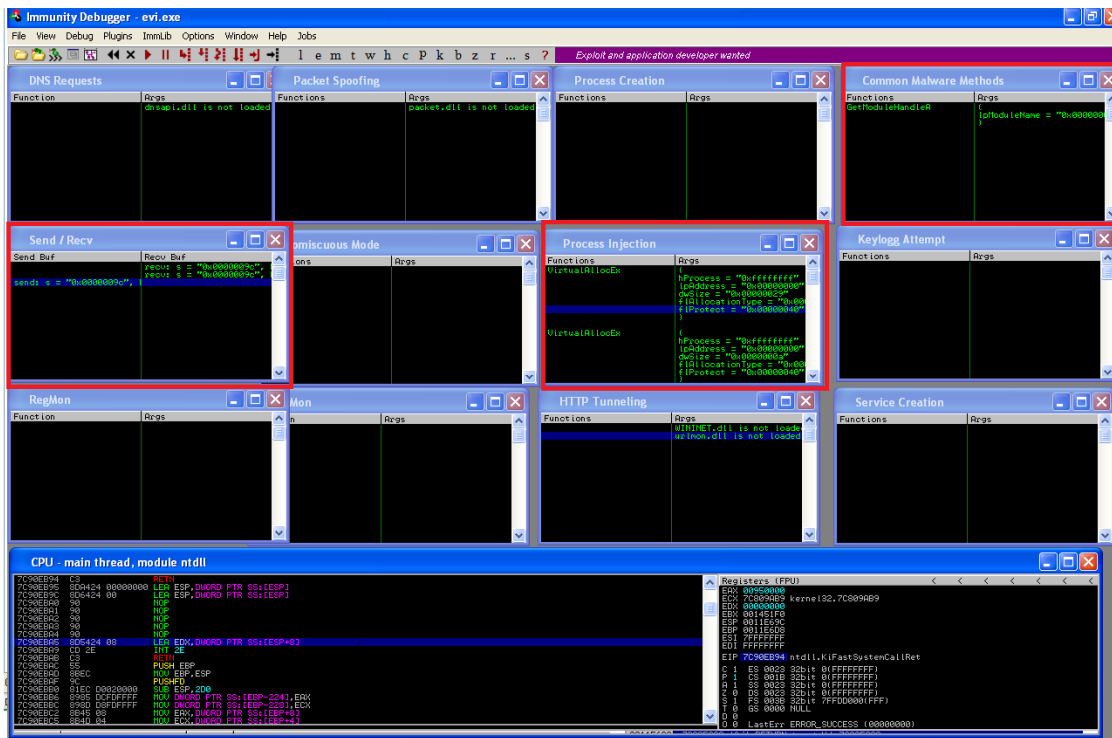 Immunity Debugger - evi.exe
File View Debug Plugins ImmLib Options Window Help Jobs
l e m t w h c P k b z r ... s ? Exploit and application developer wanted
DNS Requests
Function Args
dnsapi.dll is not loaded
Packet Spoofing
Functions Args
packet.dll is not loaded
Process Creation
Functions Args
Common Malware Methods
Functions Args
GetModuleHandleA (
lpModuleName = "0x0000000
)
Send / Recv
Send Buf Recv Buf
recv: s = "0x0000009c",
recv: s = "0x0000009c",
send: s = "0x0000009c",
omiscuous Mode
ons Args
Process Injection
Functions Args
VirtualAllocEx (
hProcess = "0xffffffff"
lpAddress = "0x00000000"
dwSize = "0x00000029"
flAllocationType = "0x00
flProtect = "0x00000040"
)
VirtualAllocEx (
hProcess = "0xffffffff"
lpAddress = "0x00000000"
dwSize = "0x0000000a"
flAllocationType = "0x00
flProtect = "0x00000040"
)
Keylogg Attempt
Functions Args
RegMon
Function Args
Mon
n Args
HTTP Tunneling
Functions Args
WININET.dll is not loade
urlmon.dll is not loaded
Service Creation
Functions Args
CPU - main thread, module ntdll
7C90EB94 C3 RETN
7C90EB95 8DA424 00000000 LEA ESP,DWORD PTR SS:[ESP]
7C90EB9C 8D6424 00 LEA ESP,DWORD PTR SS:[ESP]
7C90EBA0 90 NOP
7C90EBA1 90 NOP
7C90EBA2 90 NOP
7C90EBA3 90 NOP
7C90EBA4 90 NOP
7C90EBA5 8D5424 08 LEA EDX,DWORD PTR SS:[ESP+8]
7C90EBA9 CD 2E INT 2E
7C90EBAB C3 RETN
7C90EBAC 55 PUSH EBP
7C90EBAD 8BEC MOV EBP,ESP
7C90EBAF 9C PUSHFD
7C90EBB0 81EC D0020000 SUB ESP,2D0
7C90EBB6 8985 DCFDFFFF MOV DWORD PTR SS:[EBP-224],EAX
7C90EBBC 898D D8FDFFFF MOV DWORD PTR SS:[EBP-228],ECX
7C90EBC2 8B45 08 MOV EAX,DWORD PTR SS:[EBP+8]
7C90EBC5 8B4D 04 MOV ECX,DWORD PTR SS:[EBP+4]
Registers (FPU) < < < < < <
EAX 00950000
ECX 7C809AB9 kernel32.7C809AB9
EDX 00000000
EBX 001451F0
ESP 0011E69C
EBP 0011E6D8
ESI 7FFFFFFF
EDI FFFFFFFF
EIP 7C90EB94 ntdll.KiFastSystemCallRet
C 1 ES 0023 32bit 0(FFFFFFFF)
P 1 CS 001B 32bit 0(FFFFFFFF)
A 1 SS 0023 32bit 0(FFFFFFFF)
Z 0 DS 0023 32bit 0(FFFFFFFF)
S 1 FS 003B 32bit 7FFDD000(FFF)
T 0 GS 0000 NULL
D 0
O 0 LastErr ERROR_SUCCESS (00000000)